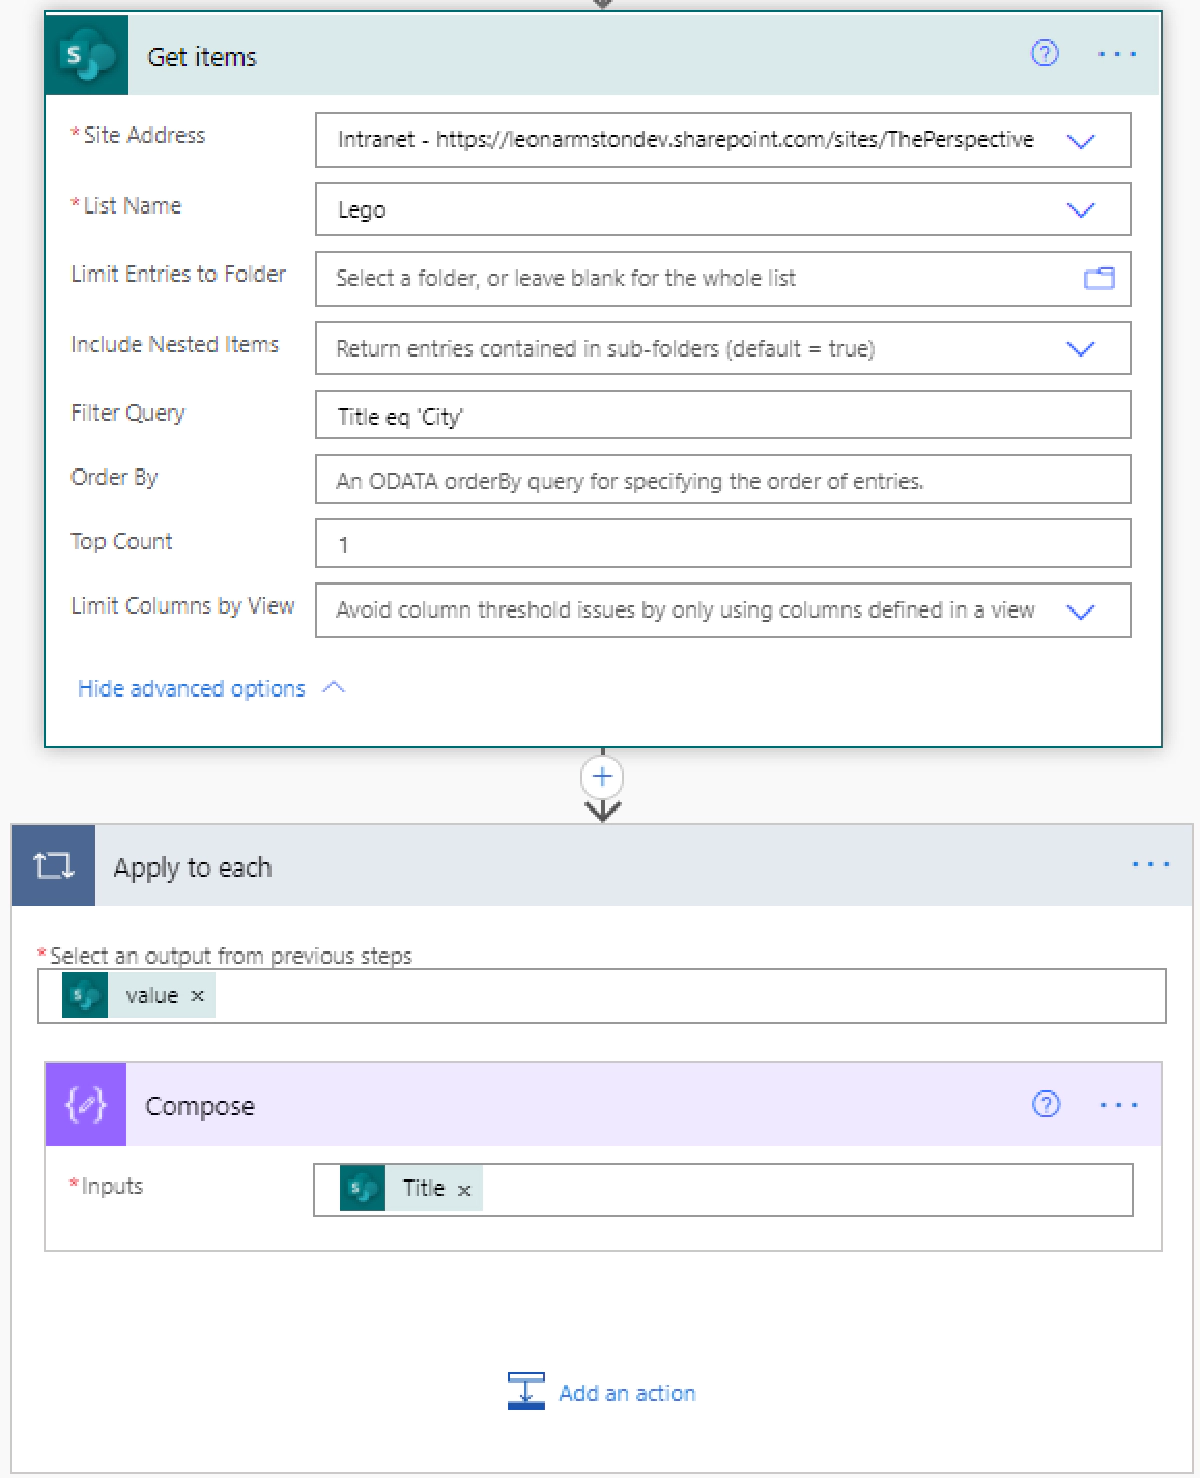 Get items
* Site Address
Intranet - https://leonarmstondev.sharepoint.com/sites/ThePerspective
* List Name
Lego
Limit Entries to Folder
Select a folder, or leave blank for the whole list
Include Nested Items
Return entries contained in sub-folders (default = true)
Filter Query
Title eq 'City'
Order By
An ODATA orderBy query for specifying the order of entries.
Top Count
1
Limit Columns by View
Avoid column threshold issues by only using columns defined in a view
Hide advanced options
Apply to each
* Select an output from previous steps
value ×
Compose
* Inputs
Title ×
Add an action